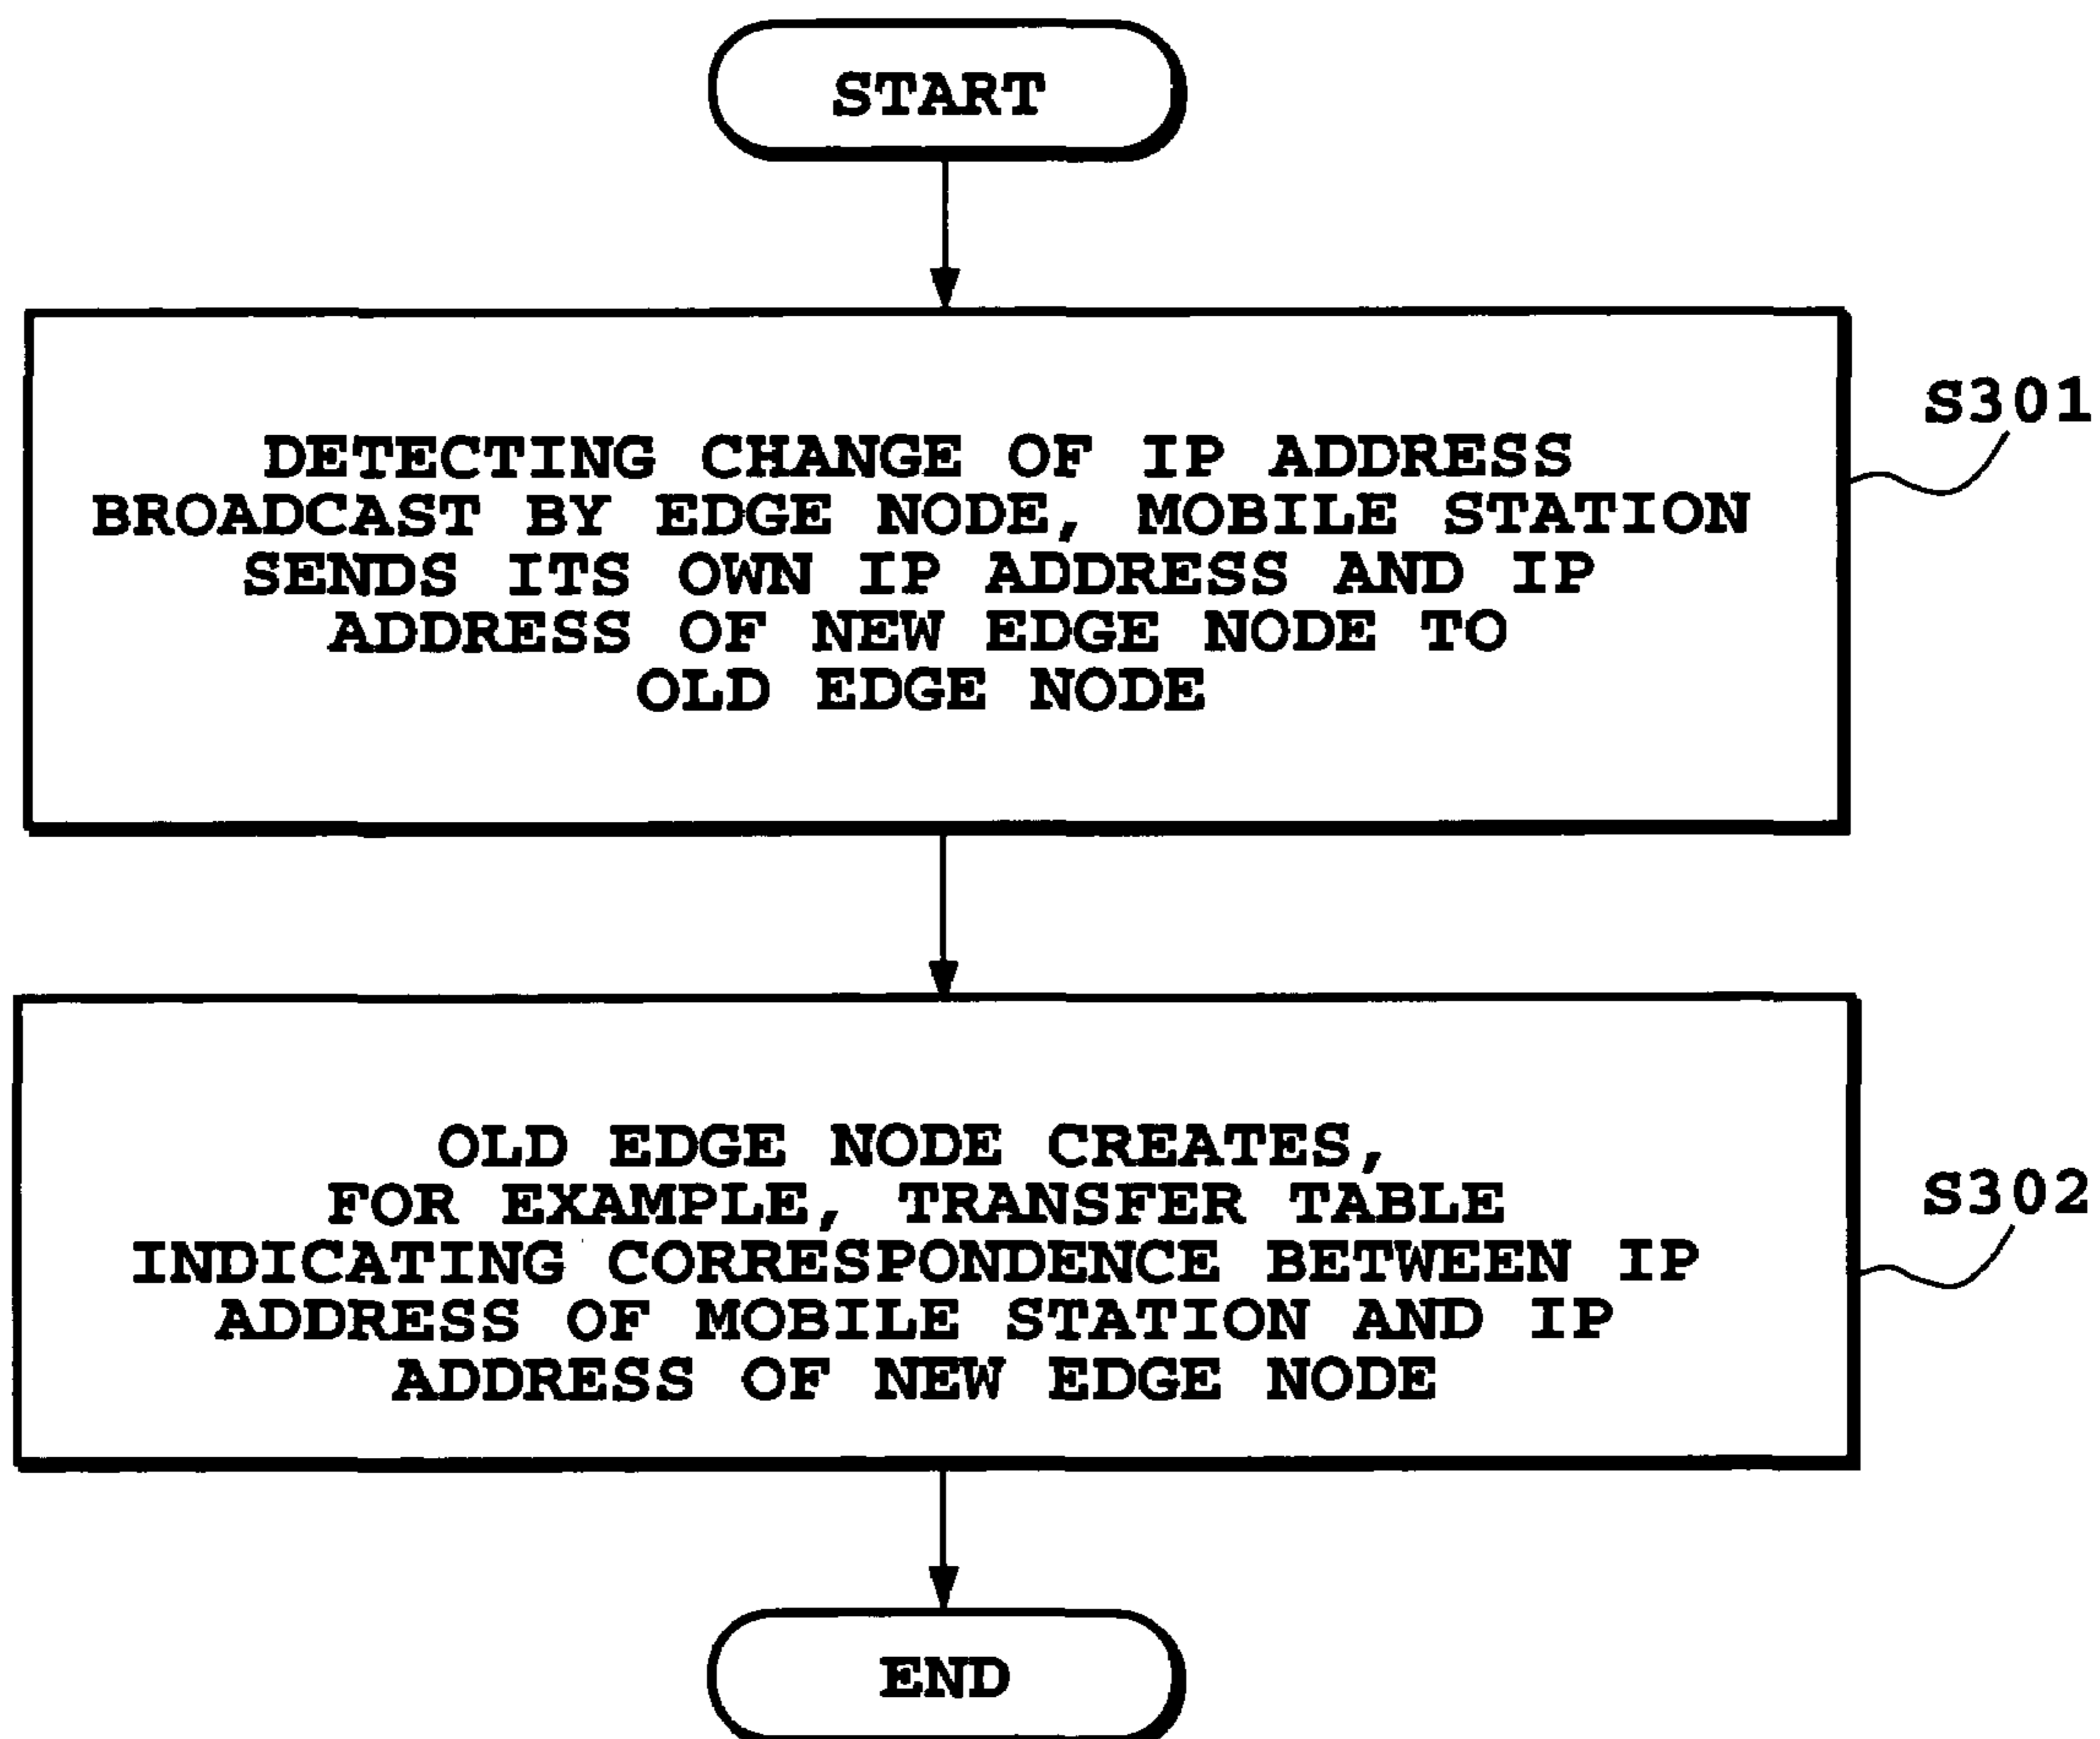 START
S301
DETECTING CHANGE OF IP ADDRESS
BROADCAST BY EDGE NODE, MOBILE STATION
SENDS ITS OWN IP ADDRESS AND IP
ADDRESS OF NEW EDGE NODE TO
OLD EDGE NODE
S302
OLD EDGE NODE CREATES,
FOR EXAMPLE, TRANSFER TABLE
INDICATING CORRESPONDENCE BETWEEN IP
ADDRESS OF MOBILE STATION AND IP
ADDRESS OF NEW EDGE NODE
END